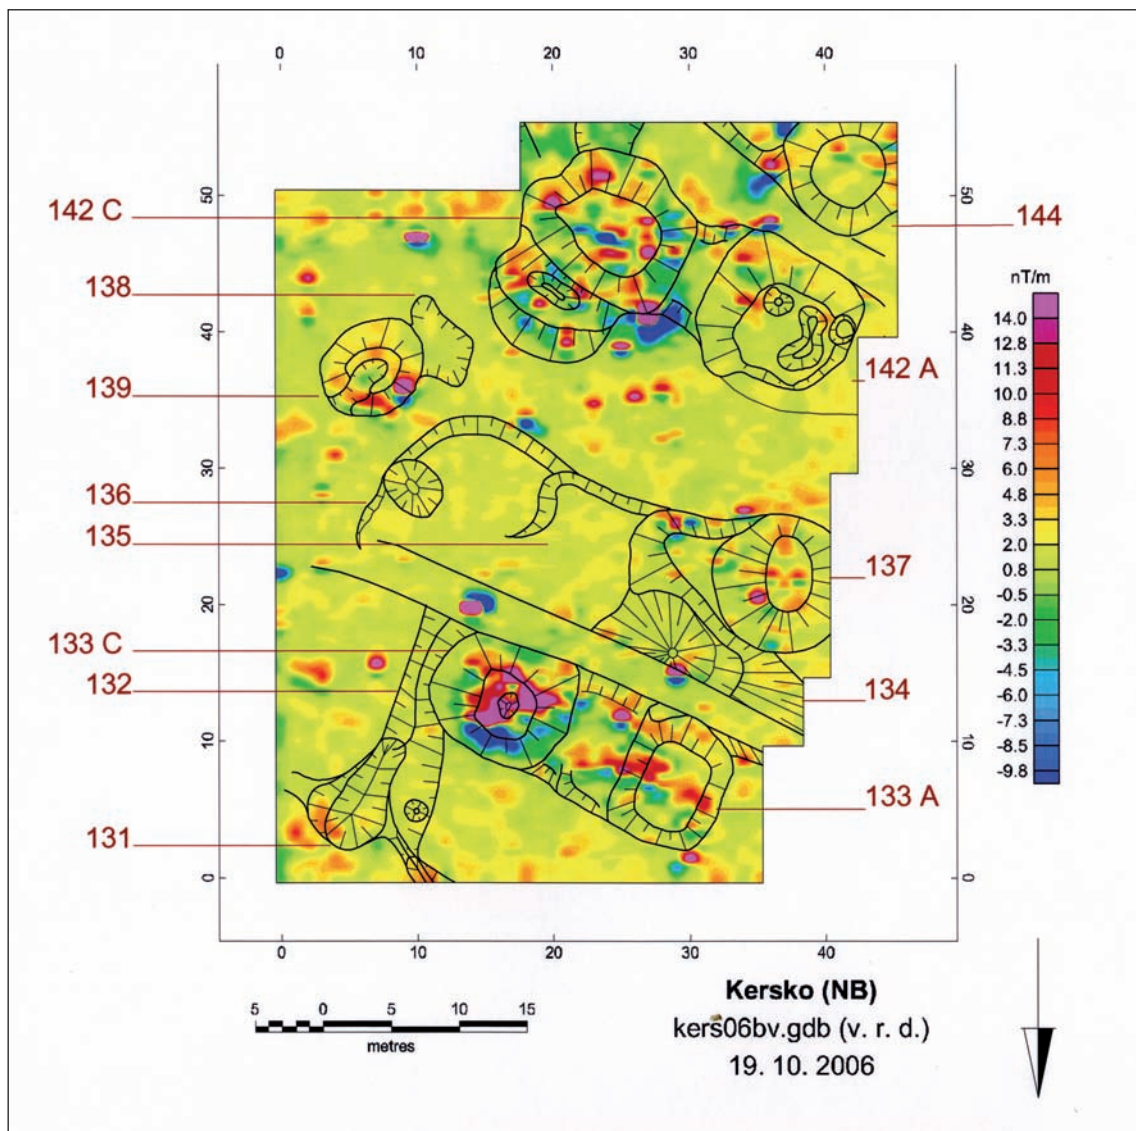 0 10 20 30 40
50 50
142 C 144
nT/m
138 14.0
40 40 12.8
142 A 11.3
139 10.0
8.8
7.3
30 30 6.0
136 4.8
3.3
135 2.0
137 0.8
20 20 -0.5
-2.0
133 C -3.3
132 134 -4.5
-6.0
10 10 -7.3
-8.5
133 A -9.8
131
0 0
0 10 20 30 40
Kersko (NB)
5 0 5 10 15
kers06bv.gdb (v. r. d.)
metres
19. 10. 2006